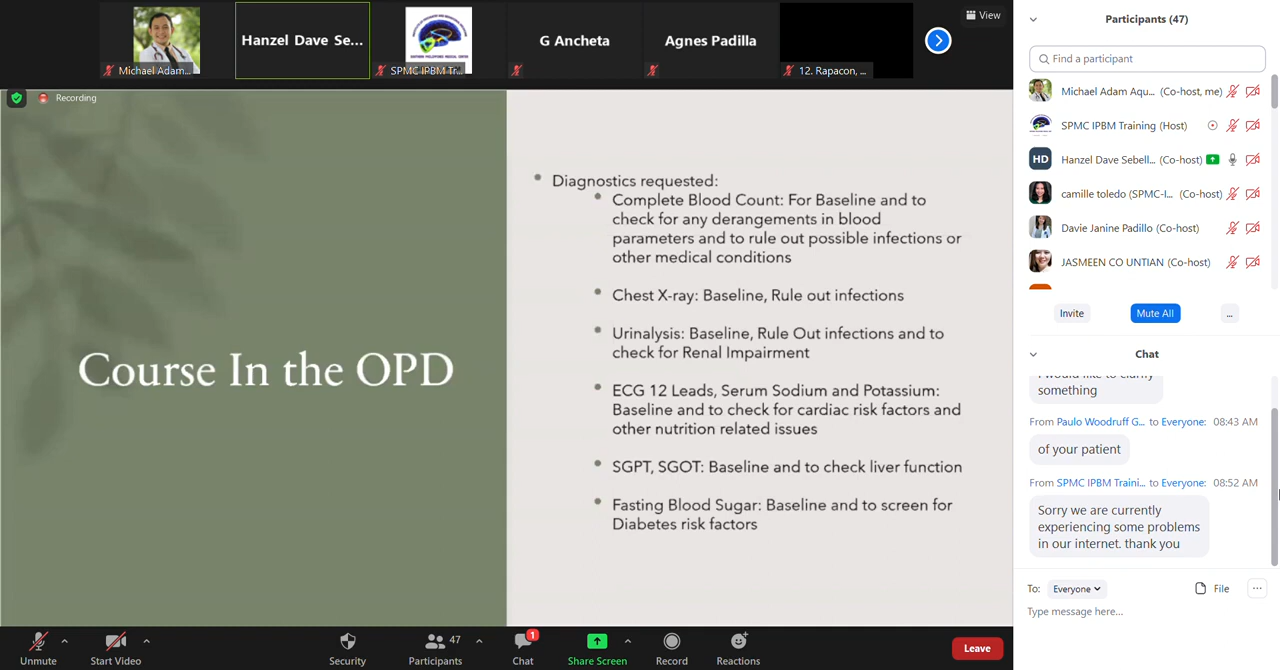 View
Michael Adam...
Hanzel Dave Se...
SPMC IPBM Tr...
G Ancheta
Agnes Padilla
12. Rapacon, ...
Recording
Course In the OPD
Diagnostics requested:
Complete Blood Count: For Baseline and to
check for any derangements in blood
parameters and to rule out possible infections or
other medical conditions
Chest X-ray: Baseline, Rule out infections
Urinalysis: Baseline, Rule Out infections and to
check for Renal Impairment
ECG 12 Leads, Serum Sodium and Potassium:
Baseline and to check for cardiac risk factors and
other nutrition related issues
SGPT, SGOT: Baseline and to check liver function
Fasting Blood Sugar: Baseline and to screen for
Diabetes risk factors
Unmute
Start Video
Security
47
Participants
1
Chat
Share Screen
Record
Reactions
Leave
Participants (47)
Find a participant
Michael Adam Aqu... (Co-host, me)
SPMC IPBM Training (Host)
HD Hanzel Dave Sebell... (Co-host)
camille toledo (SPMC-I... (Co-host)
Davie Janine Padillo (Co-host)
JASMEEN CO UNTIAN (Co-host)
Invite
Mute All
...
Chat
I would like to clarify
something
From Paulo Woodruff G... to Everyone: 08:43 AM
of your patient
From SPMC IPBM Traini... to Everyone: 08:52 AM
Sorry we are currently
experiencing some problems
in our internet. thank you
To: Everyone
File
...
Type message here...